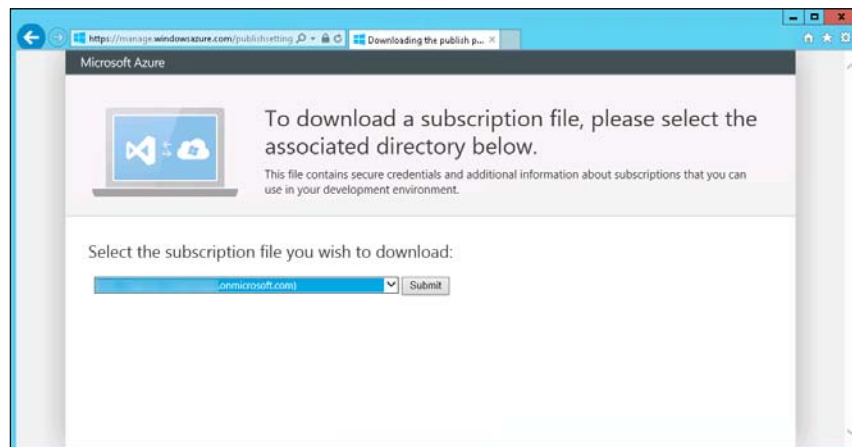 https://manage.windowsazure.com/publishsetting
Downloading the publish p...
Microsoft Azure
To download a subscription file, please select the
associated directory below.
This file contains secure credentials and additional information about subscriptions that you can
use in your development environment.
Select the subscription file you wish to download:
.onmicrosoft.com)
Submit